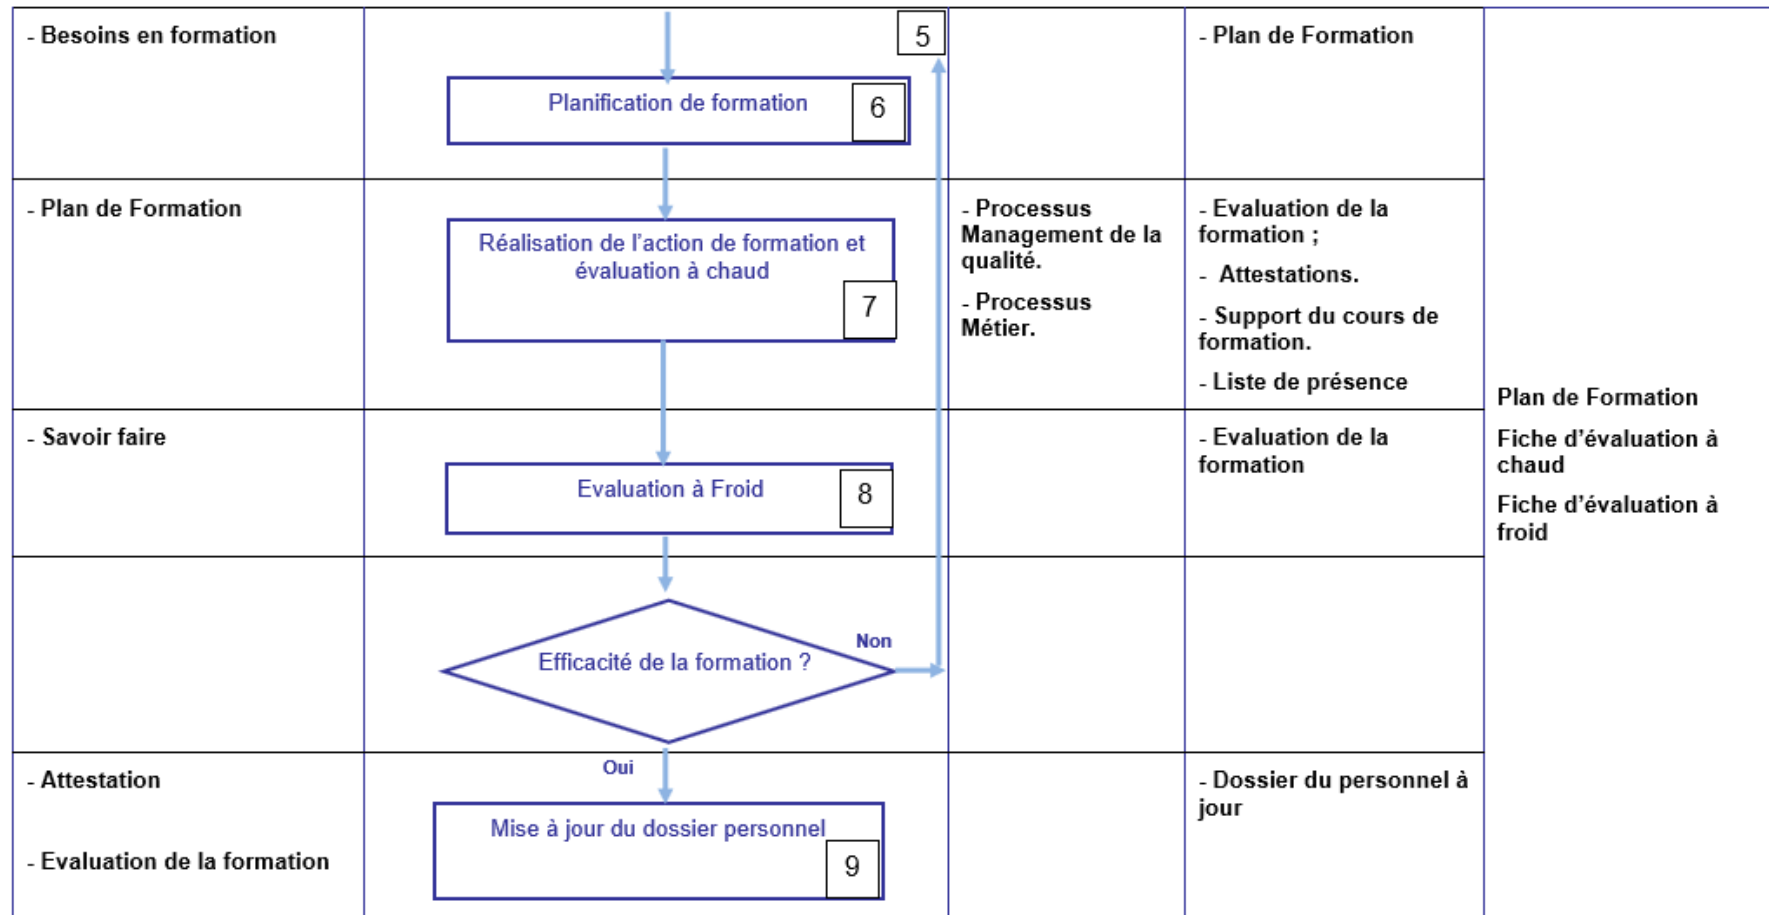 - Besoins en formation
5
- Plan de Formation
Planification de formation
6
- Plan de Formation
Réalisation de l’action de formation et
évaluation à chaud
7
- Processus
Management de la
qualité.
- Processus
Métier.
- Evaluation de la
formation ;
- Attestations.
- Support du cours de
formation.
- Liste de présence
Plan de Formation
Fiche d’évaluation à
chaud
Fiche d’évaluation à
froid
- Savoir faire
Evaluation à Froid
8
- Evaluation de la
formation
Efficacité de la formation ?
Non
Oui
- Attestation
- Evaluation de la formation
Mise à jour du dossier personnel
9
- Dossier du personnel à
jour